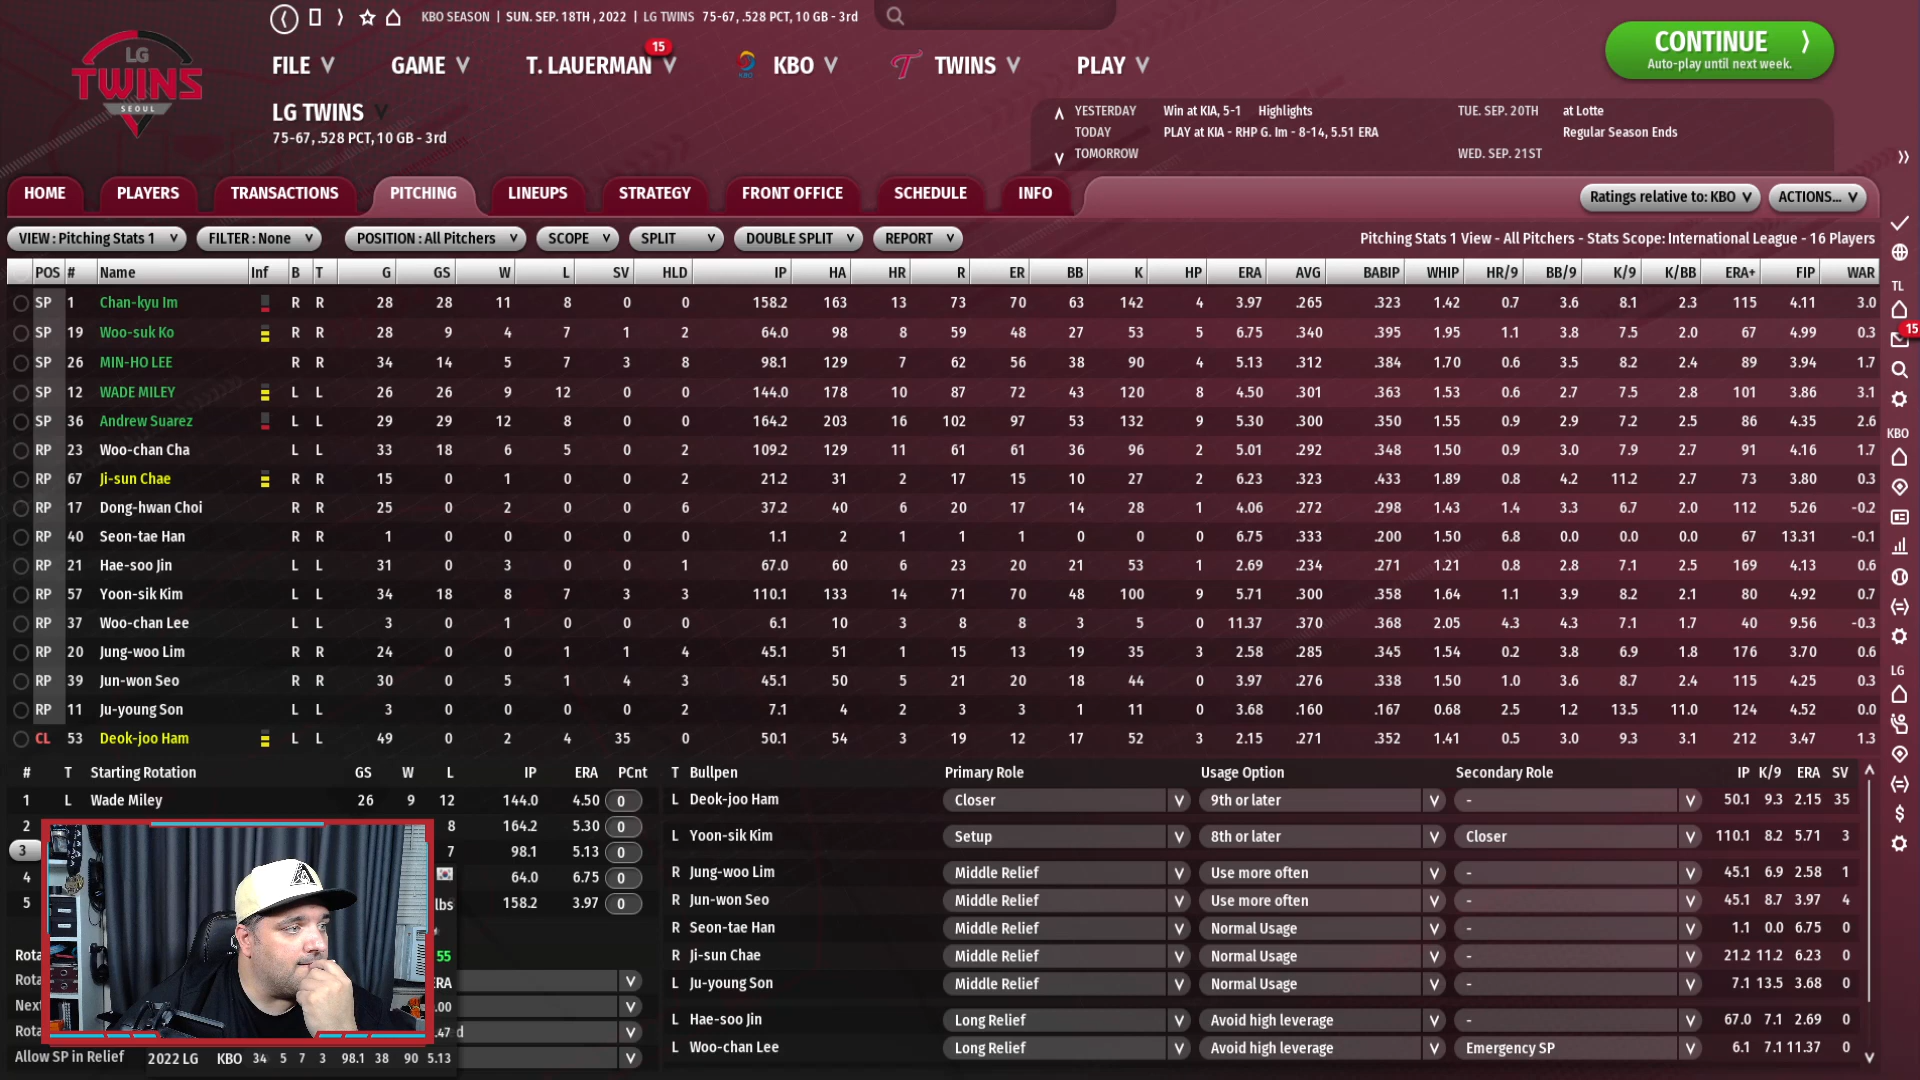 KBO SEASON | SUN. SEP. 18TH , 2022 | LG TWINS 75-67, .528 PCT, 10 GB - 3rd
LG TWINS SEOUL
FILE GAME T. LAUERMAN 15 KBO TWINS PLAY
CONTINUE
Auto-play until next week.
LG TWINS
75-67, .528 PCT, 10 GB - 3rd
YESTERDAY Win at KIA, 5-1 Highlights TUE. SEP. 20TH at Lotte
TODAY PLAY at KIA - RHP G. Im - 8-14, 5.51 ERA Regular Season Ends
TOMORROW WED. SEP. 21ST
HOME PLAYERS TRANSACTIONS PITCHING LINEUPS STRATEGY FRONT OFFICE SCHEDULE INFO Ratings relative to: KBO ACTIONS...
VIEW : Pitching Stats 1 FILTER : None POSITION : All Pitchers SCOPE SPLIT DOUBLE SPLIT REPORT Pitching Stats 1 View - All Pitchers - Stats Scope: International League - 16 Players
POS # Name Inf B T G GS W L SV HLD IP HA HR R ER BB K HP ERA AVG BABIP WHIP HR/9 BB/9 K/9 K/BB ERA+ FIP WAR
SP 1 Chan-kyu Im R R 28 28 11 8 0 0 158.2 163 13 73 70 63 142 4 3.97 .265 .323 1.42 0.7 3.6 8.1 2.3 115 4.11 3.0
SP 19 Woo-suk Ko R R 28 9 4 7 1 2 64.0 98 8 59 48 27 53 5 6.75 .340 .395 1.95 1.1 3.8 7.5 2.0 67 4.99 0.3
SP 26 MIN-HO LEE R R 34 14 5 7 3 8 98.1 129 7 62 56 38 90 4 5.13 .312 .384 1.70 0.6 3.5 8.2 2.4 89 3.94 1.7
SP 12 WADE MILEY L L 26 26 9 12 0 0 144.0 178 10 87 72 43 120 8 4.50 .301 .363 1.53 0.6 2.7 7.5 2.8 101 3.86 3.1
SP 36 Andrew Suarez L L 29 29 12 8 0 0 164.2 203 16 102 97 53 132 9 5.30 .300 .350 1.55 0.9 2.9 7.2 2.5 86 4.35 2.6
RP 23 Woo-chan Cha L L 33 18 6 5 0 2 109.2 129 11 61 61 36 96 2 5.01 .292 .348 1.50 0.9 3.0 7.9 2.7 91 4.16 1.7
RP 67 Ji-sun Chae R R 15 0 1 0 0 2 21.2 31 2 17 15 10 27 2 6.23 .323 .433 1.89 0.8 4.2 11.2 2.7 73 3.80 0.3
RP 17 Dong-hwan Choi R R 25 0 2 0 0 6 37.2 40 6 20 17 14 28 1 4.06 .272 .298 1.43 1.4 3.3 6.7 2.0 112 5.26 -0.2
RP 40 Seon-tae Han R R 1 0 0 0 0 0 1.1 2 1 1 1 0 0 0 6.75 .333 .200 1.50 6.8 0.0 0.0 0.0 67 13.31 -0.1
RP 21 Hae-soo Jin L L 31 0 3 0 0 1 67.0 60 6 23 20 21 53 1 2.69 .234 .271 1.21 0.8 2.8 7.1 2.5 169 4.13 0.6
RP 57 Yoon-sik Kim L L 34 18 8 7 3 3 110.1 133 14 71 70 48 100 9 5.71 .300 .358 1.64 1.1 3.9 8.2 2.1 80 4.92 0.7
RP 37 Woo-chan Lee L L 3 0 1 0 0 0 6.1 10 3 8 8 3 5 0 11.37 .370 .368 2.05 4.3 4.3 7.1 1.7 40 9.56 -0.3
RP 20 Jung-woo Lim R R 24 0 0 1 1 4 45.1 51 1 15 13 19 35 3 2.58 .285 .345 1.54 0.2 3.8 6.9 1.8 176 3.70 0.6
RP 39 Jun-won Seo R R 30 0 5 1 4 3 45.1 50 5 21 20 18 44 0 3.97 .276 .338 1.50 1.0 3.6 8.7 2.4 115 4.25 0.3
RP 11 Ju-young Son L L 3 0 0 0 0 2 7.1 4 2 3 3 1 11 0 3.68 .160 .167 0.68 2.5 1.2 13.5 11.0 124 4.52 0.0
CL 53 Deok-joo Ham L L 49 0 2 4 35 0 50.1 54 3 19 12 17 52 3 2.15 .271 .352 1.41 0.5 3.0 9.3 3.1 212 3.47 1.3
# T Starting Rotation GS W L IP ERA PCnt
1 L Wade Miley 26 9 12 144.0 4.50 0
2 8 164.2 5.30 0
3 7 98.1 5.13 0
4 64.0 6.75 0
5 lbs 158.2 3.97 0
Rota 55
Rota ERA
Next .00
Rota .47 d
Allow SP in Relief 2022 LG KBO 34 5 7 3 98.1 38 90 5.13
T Bullpen Primary Role Usage Option Secondary Role IP K/9 ERA SV
L Deok-joo Ham Closer 9th or later - 50.1 9.3 2.15 35
L Yoon-sik Kim Setup 8th or later Closer 110.1 8.2 5.71 3
R Jung-woo Lim Middle Relief Use more often - 45.1 6.9 2.58 1
R Jun-won Seo Middle Relief Use more often - 45.1 8.7 3.97 4
R Seon-tae Han Middle Relief Normal Usage - 1.1 0.0 6.75 0
R Ji-sun Chae Middle Relief Normal Usage - 21.2 11.2 6.23 0
L Ju-young Son Middle Relief Normal Usage - 7.1 13.5 3.68 0
L Hae-soo Jin Long Relief Avoid high leverage - 67.0 7.1 2.69 0
L Woo-chan Lee Long Relief Avoid high leverage Emergency SP 6.1 7.1 11.37 0
TL
15
KBO
LG